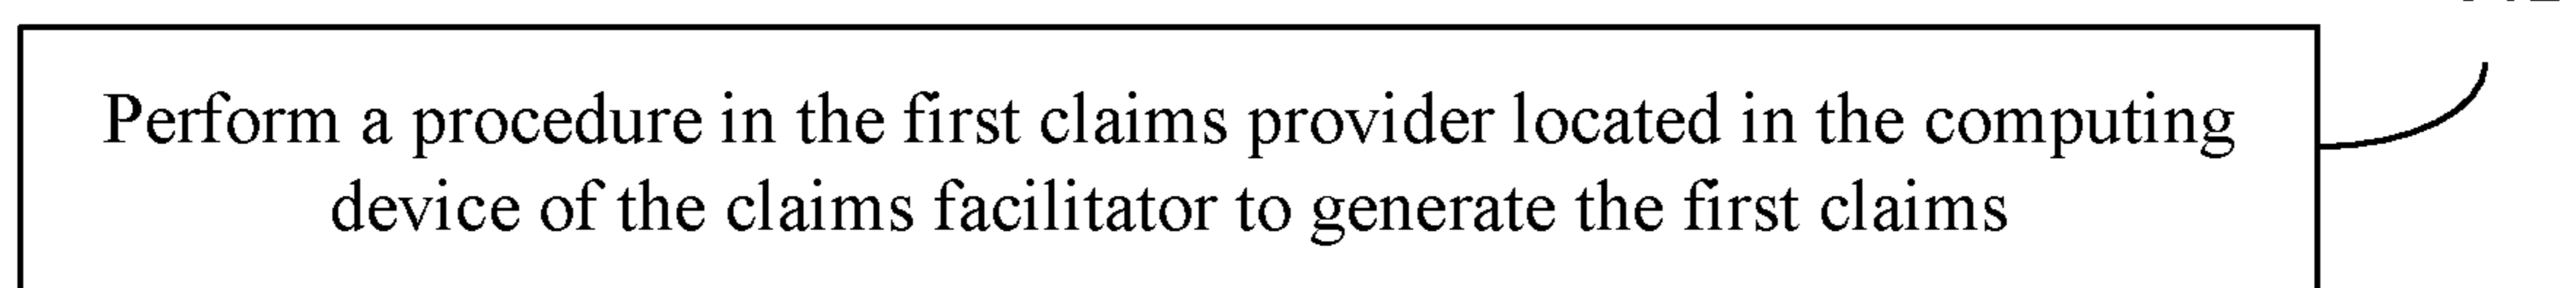 Perform a procedure in the first claims provider located in the computing
device of the claims facilitator to generate the first claims